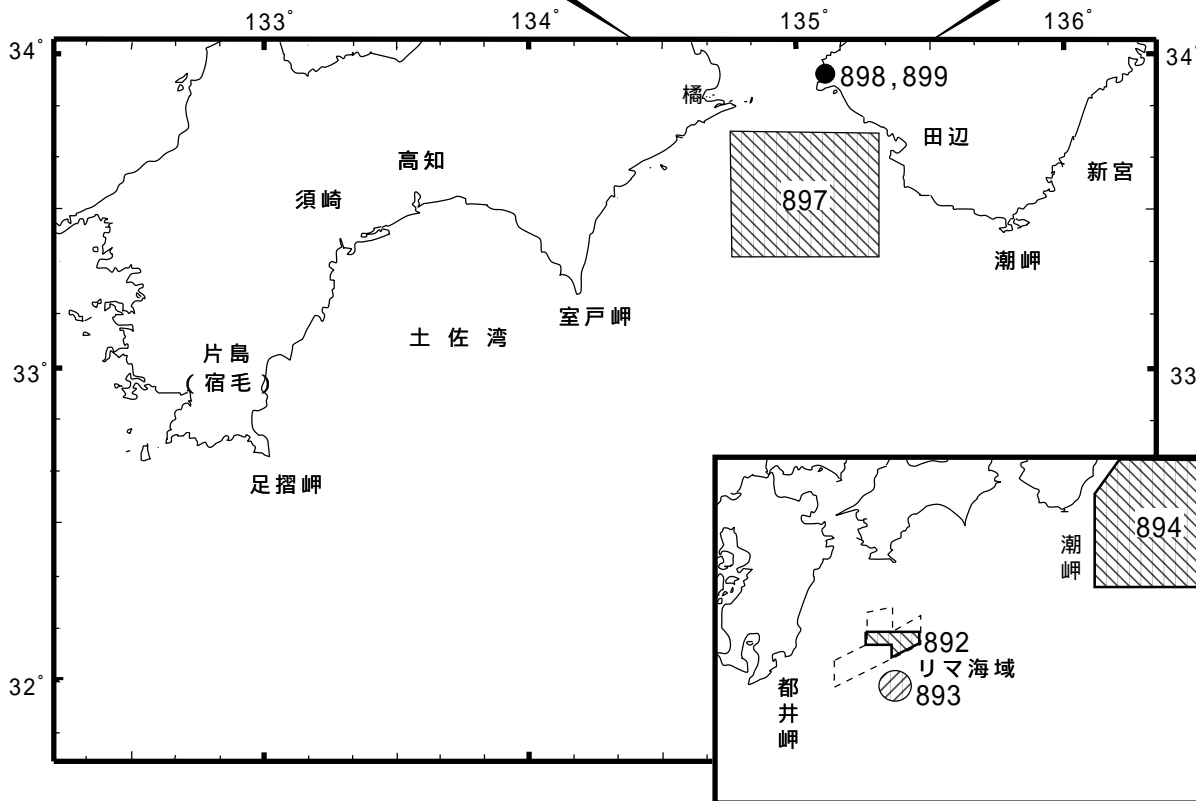 133°
134°
135°
136°
34°
34°
橘
898,899
田辺
高知
新宮
須崎
897
潮岬
室戸岬
土佐湾
片島
(宿毛)
33°
33
足摺岬
894
潮岬
892
リマ海域
893
都井岬
32°